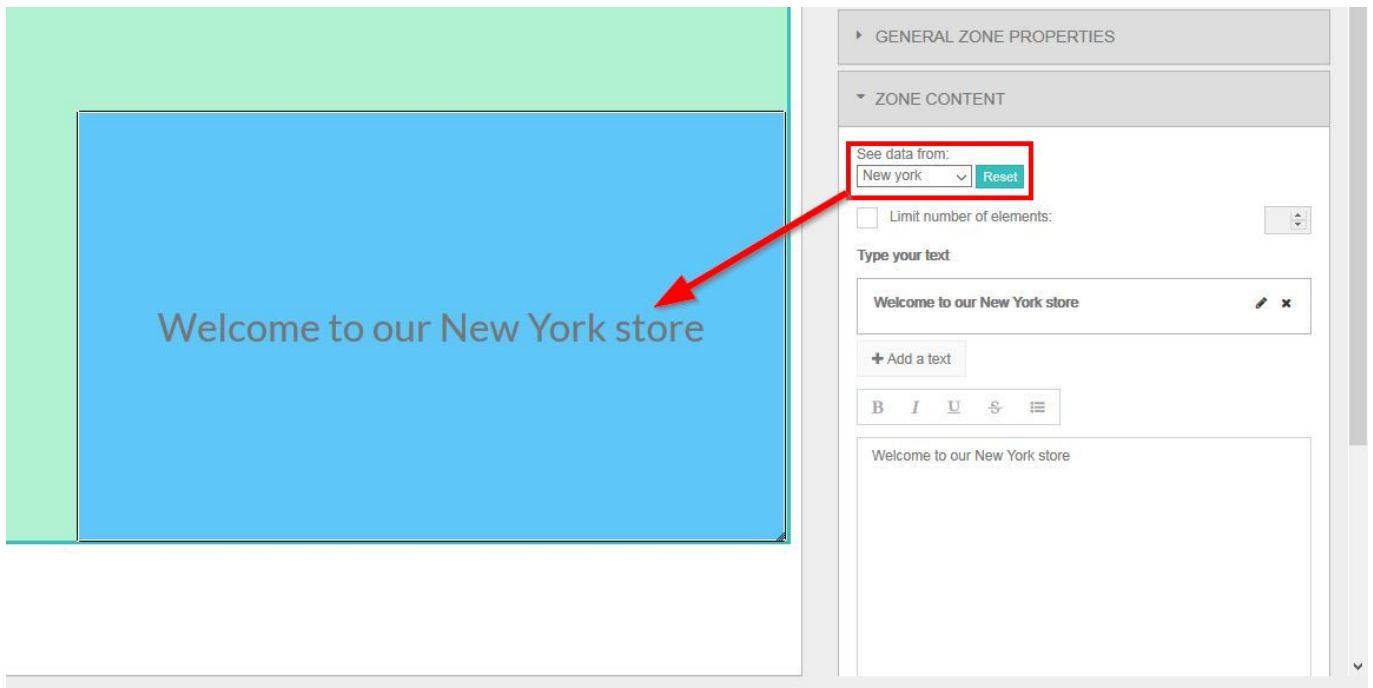 GENERAL ZONE PROPERTIES
ZONE CONTENT
See data from:
New york Reset
Limit number of elements:
Type your text
Welcome to our New York store
Add a text
B I U S
Welcome to our New York store
Welcome to our New York store